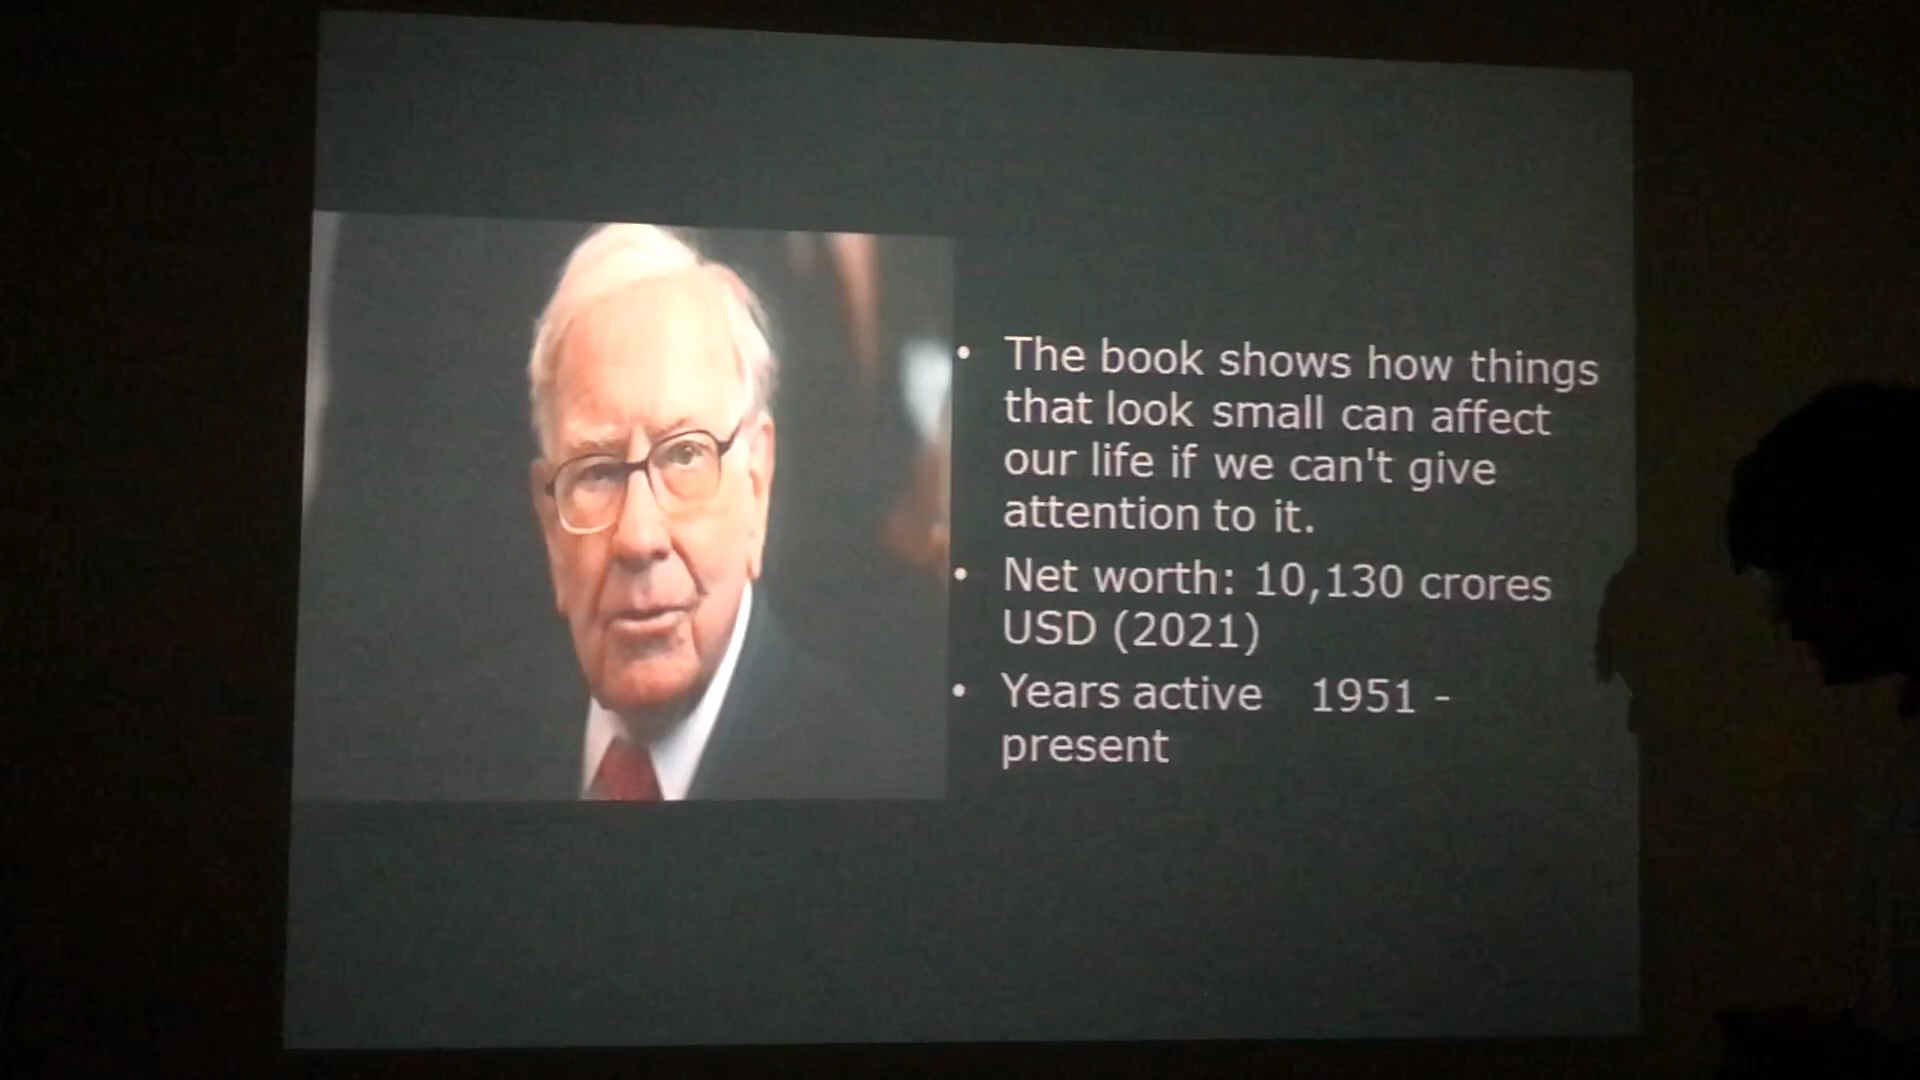 • The book shows how things
that look small can affect
our life if we can't give
attention to it.
• Net worth: 10,130 crores
USD (2021)
• Years active 1951 -
present